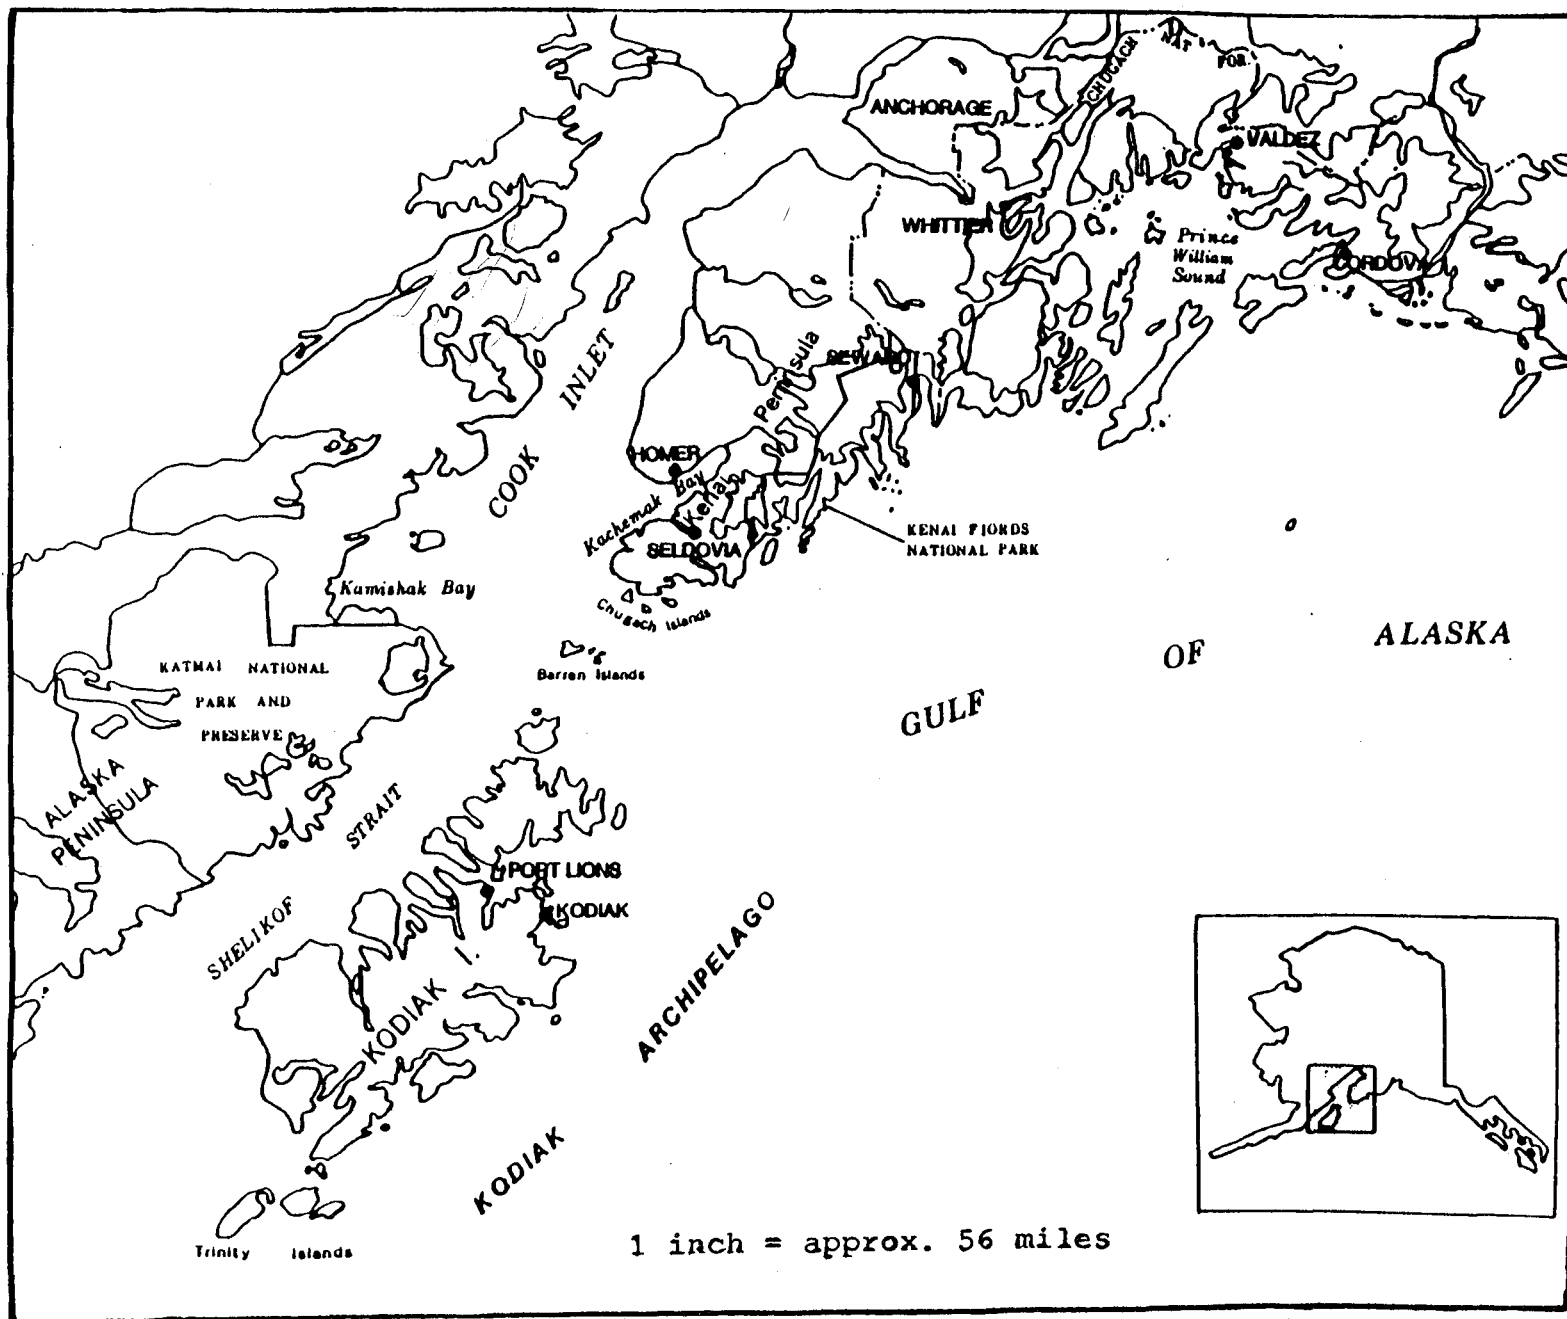 CHUGACH
NAT
FOR.
ANCHORAGE
VALDEZ
WHITTIER
Prince
William
Sound
CORDOVA
SEWARD
COOK INLET
Kenai Peninsula
HOMER
Kachemak Bay
SELDOVIA
KENAI FJORDS
NATIONAL PARK
Kamishak Bay
Chugach Islands
Barren Islands
GULF OF ALASKA
KATMAI NATIONAL
PARK AND
PRESERVE
ALASKA
PENINSULA
SHELIKOF STRAIT
PORT LIONS
KODIAK
KODIAK I.
KODIAK ARCHIPELAGO
Trinity Islands
1 inch = approx. 56 miles